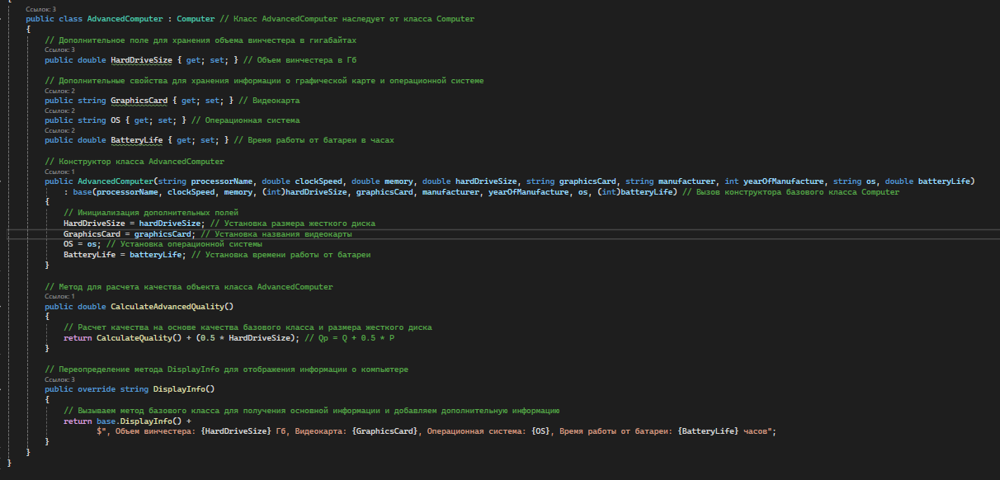 {
Ссылок: 3
public class AdvancedComputer : Computer // Класс AdvancedComputer наследует от класса Computer
{
// Дополнительное поле для хранения объема винчестера в гигабайтах
Ссылок: 3
public double HardDriveSize { get; set; } // Объем винчестера в Гб
// Дополнительные свойства для хранения информации о графической карте и операционной системе
Ссылок: 2
public string GraphicsCard { get; set; } // Видеокарта
Ссылок: 2
public string OS { get; set; } // Операционная система
Ссылок: 2
public double BatteryLife { get; set; } // Время работы от батареи в часах
// Конструктор класса AdvancedComputer
Ссылок: 1
public AdvancedComputer(string processorName, double clockSpeed, double memory, double hardDriveSize, string graphicsCard, string manufacturer, int yearOfManufacture, string os, double batteryLife)
: base(processorName, clockSpeed, memory, (int)hardDriveSize, graphicsCard, manufacturer, yearOfManufacture, os, (int)batteryLife) // Вызов конструктора базового класса Computer
{
// Инициализация дополнительных полей
HardDriveSize = hardDriveSize; // Установка размера жесткого диска
GraphicsCard = graphicsCard; // Установка названия видеокарты
OS = os; // Установка операционной системы
BatteryLife = batteryLife; // Установка времени работы от батареи
}
// Метод для расчета качества объекта класса AdvancedComputer
Ссылок: 1
public double CalculateAdvancedQuality()
{
// Расчет качества на основе качества базового класса и размера жесткого диска
return CalculateQuality() + (0.5 * HardDriveSize); // Qp = Q + 0.5 * P
}
// Переопределение метода DisplayInfo для отображения информации о компьютере
Ссылок: 3
public override string DisplayInfo()
{
// Вызываем метод базового класса для получения основной информации и добавляем дополнительную информацию
return base.DisplayInfo() +
$", Объем винчестера: {HardDriveSize} Гб, Видеокарта: {GraphicsCard}, Операционная система: {OS}, Время работы от батареи: {BatteryLife} часов";
}
}
}